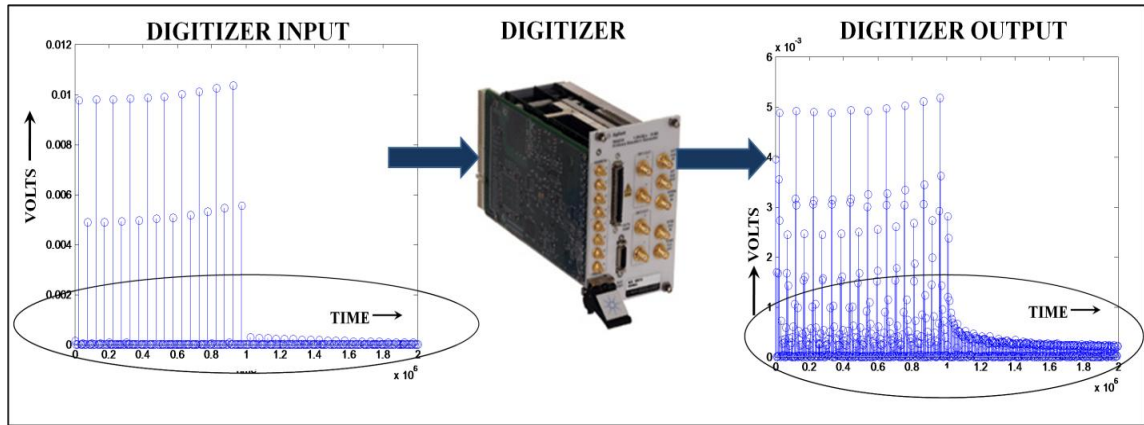 DIGITIZER INPUT
DIGITIZER
DIGITIZER OUTPUT
0.012
0.01
0.008
0.006
0.004
0.002
0
VOLTS
TIME
0 0.2 0.4 0.6 0.8 1 1.2 1.4 1.6 1.8 2
x 10^6
Agilent
x 10^-3
6
5
4
3
2
1
0
VOLTS
TIME
0 0.2 0.4 0.6 0.8 1 1.2 1.4 1.6 1.8 2
x 10^6